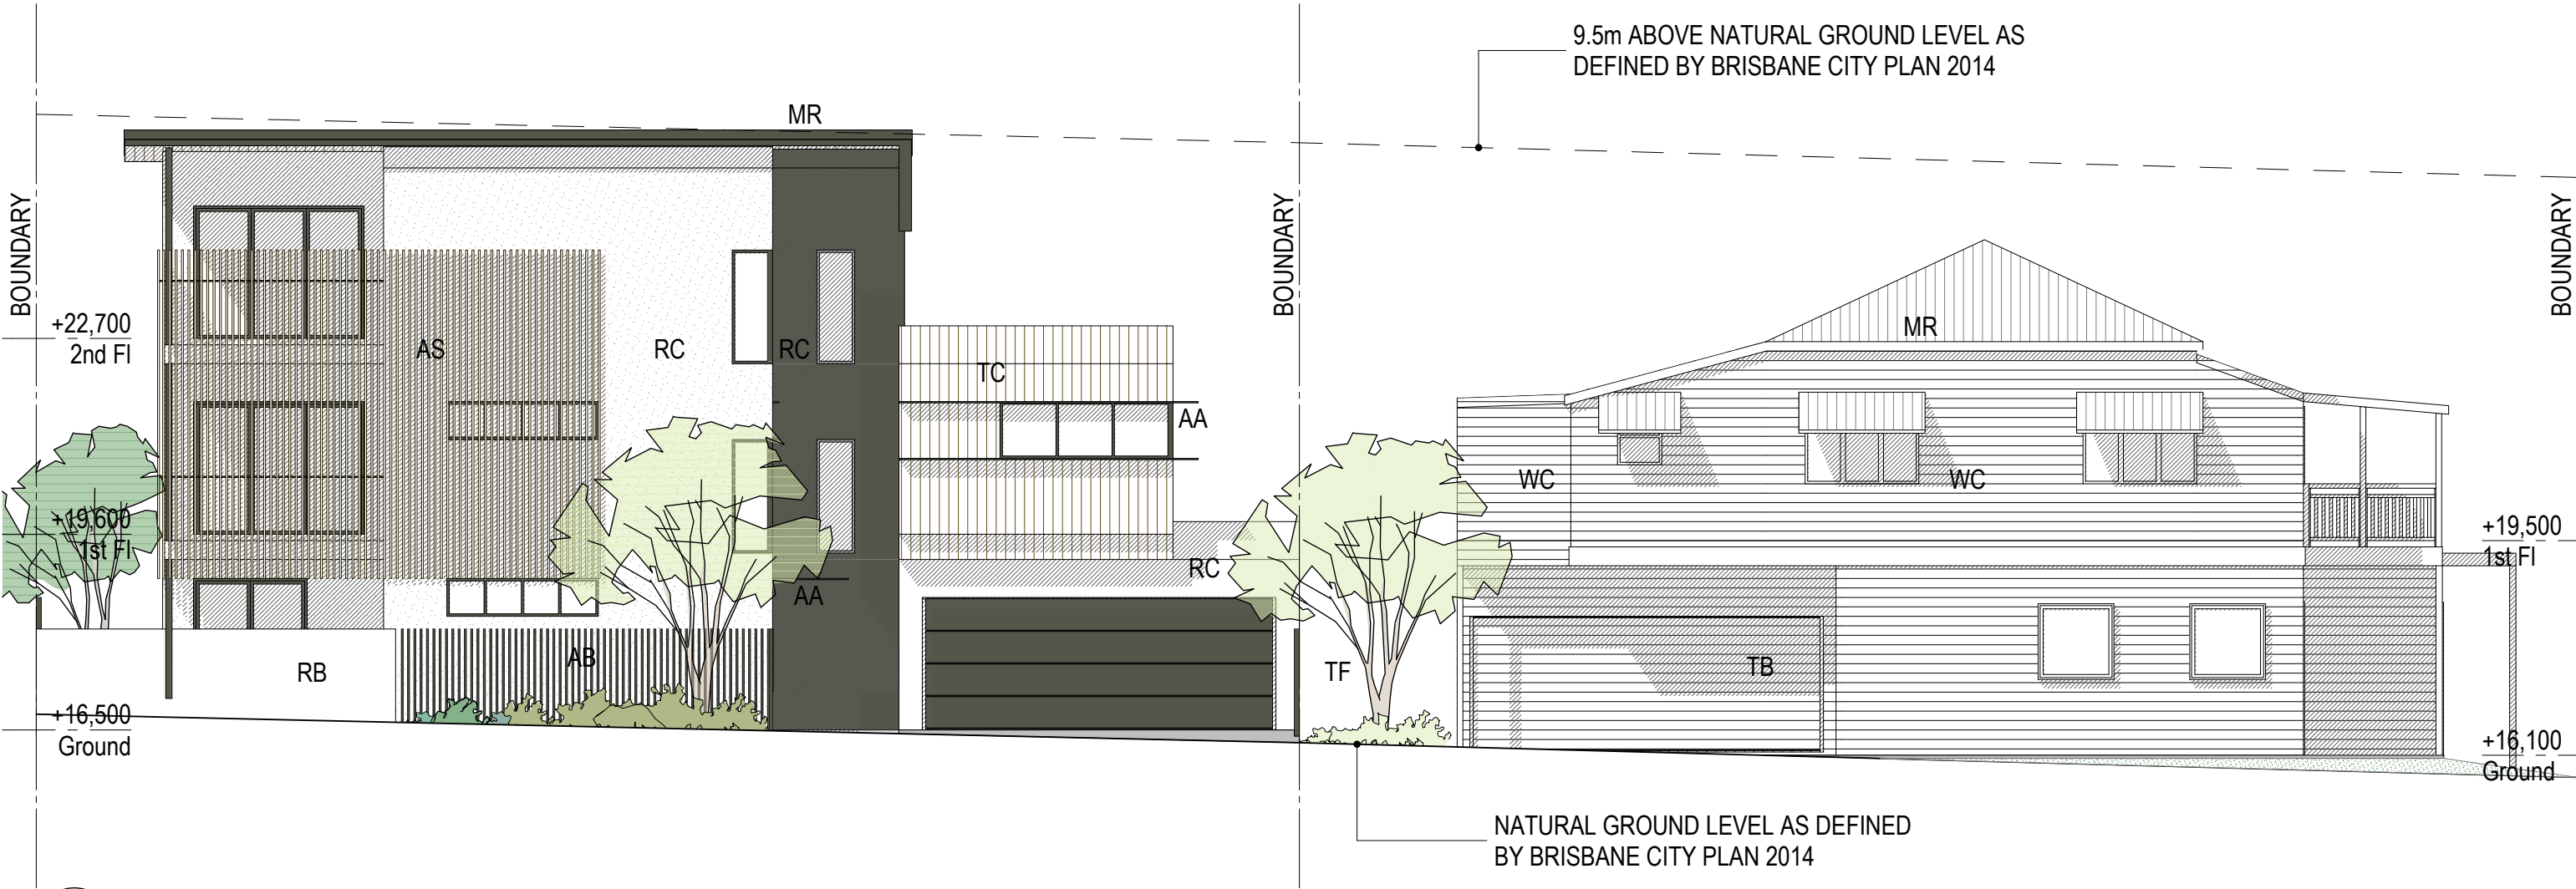 9.5m ABOVE NATURAL GROUND LEVEL AS
DEFINED BY BRISBANE CITY PLAN 2014
MR
BOUNDARY
BOUNDARY
BOUNDARY
+22,700
2nd Fl
AS
RC
RC
TC
MR
AA
WC
WC
+19,600
1st Fl
+19,500
1st Fl
RC
AA
RB
AB
TF
TB
+16,500
Ground
+16,100
Ground
NATURAL GROUND LEVEL AS DEFINED
BY BRISBANE CITY PLAN 2014